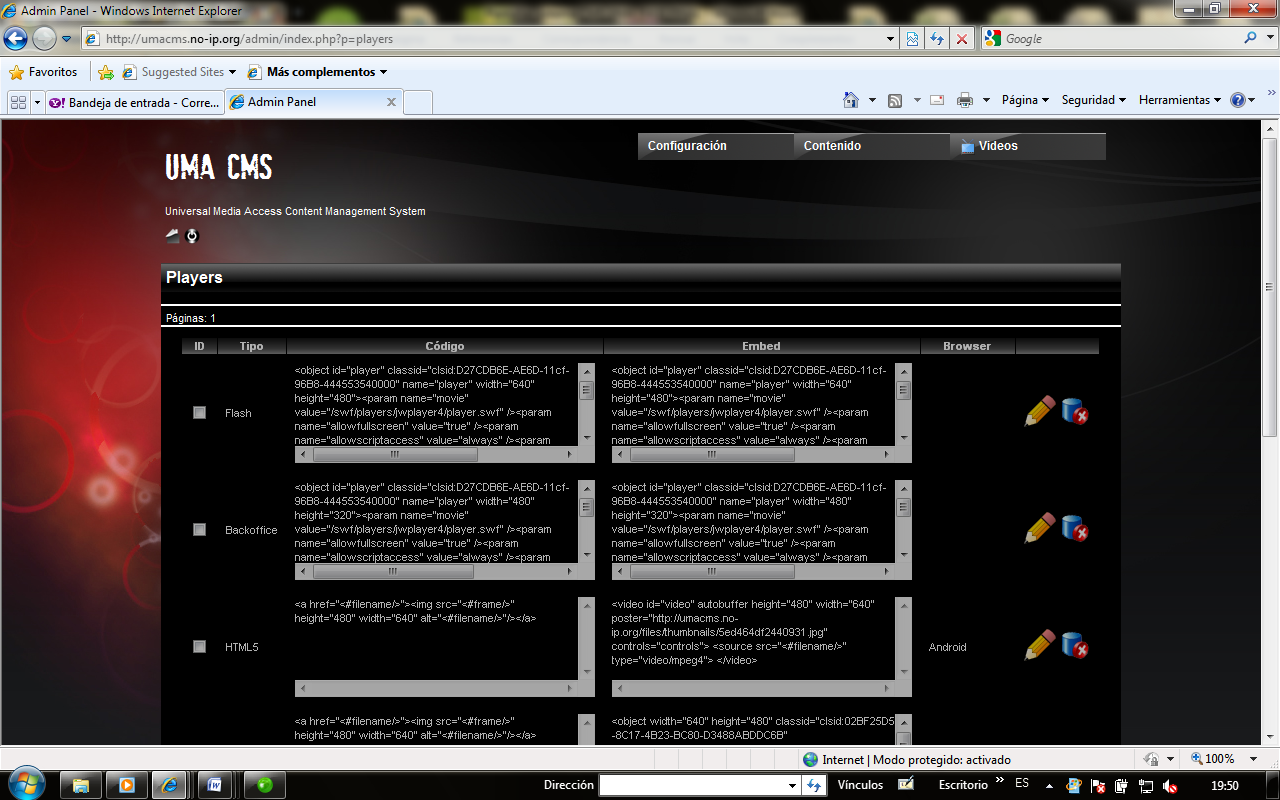 Admin Panel - Windows Internet Explorer
http://umacms.no-ip.org/admin/index.php?p=players
Google
Favoritos
Suggested Sites
Más complementos
Bandeja de entrada - Corre...
Admin Panel
Página
Seguridad
Herramientas
Configuración
Contenido
Videos
UMA CMS
Universal Media Access Content Management System
Players
Páginas: 1
ID
Tipo
Código
Embed
Browser
Flash
<object id="player" classid="clsid:D27CDB6E-AE6D-11cf-
96B8-444553540000" name="player" width="640"
height="480"><param name="movie"
value="/swf/players/jwplayer4/player.swf" /><param
name="allowfullscreen" value="true" /><param
name="allowscriptaccess" value="always" /><param
<object id="player" classid="clsid:D27CDB6E-AE6D-11cf-
96B8-444553540000" name="player" width="640"
height="480"><param name="movie"
value="/swf/players/jwplayer4/player.swf" /><param
name="allowfullscreen" value="true" /><param
name="allowscriptaccess" value="always" /><param
Backoffice
<object id="player" classid="clsid:D27CDB6E-AE6D-11cf-
96B8-444553540000" name="player" width="480"
height="320"><param name="movie"
value="/swf/players/jwplayer4/player.swf" /><param
name="allowfullscreen" value="true" /><param
name="allowscriptaccess" value="always" /><param
<object id="player" classid="clsid:D27CDB6E-AE6D-11cf-
96B8-444553540000" name="player" width="480"
height="320"><param name="movie"
value="/swf/players/jwplayer4/player.swf" /><param
name="allowfullscreen" value="true" /><param
name="allowscriptaccess" value="always" /><param
HTML5
<a href="<#filename/>"><img src="<#frame/>"
height="480" width="640" alt="<#filename/>"/></a>
<video id="video" autobuffer height="480" width="640"
poster="http://umacms.no-
ip.org/files/thumbnails/5ed464df2440931.jpg"
controls="controls"> <source src="<#filename/>"
type="video/mpeg4"> </video>
Android
<a href="<#filename/>"><img src="<#frame/>"
height="480" width="640" alt="<#filename/>"/></a>
<object width="640" height="480" classid="clsid:02BF25D5
-8C17-4B23-BC80-D3488ABDDC6B"
Internet | Modo protegido: activado
100%
Dirección
Vínculos
Escritorio
ES
19:50